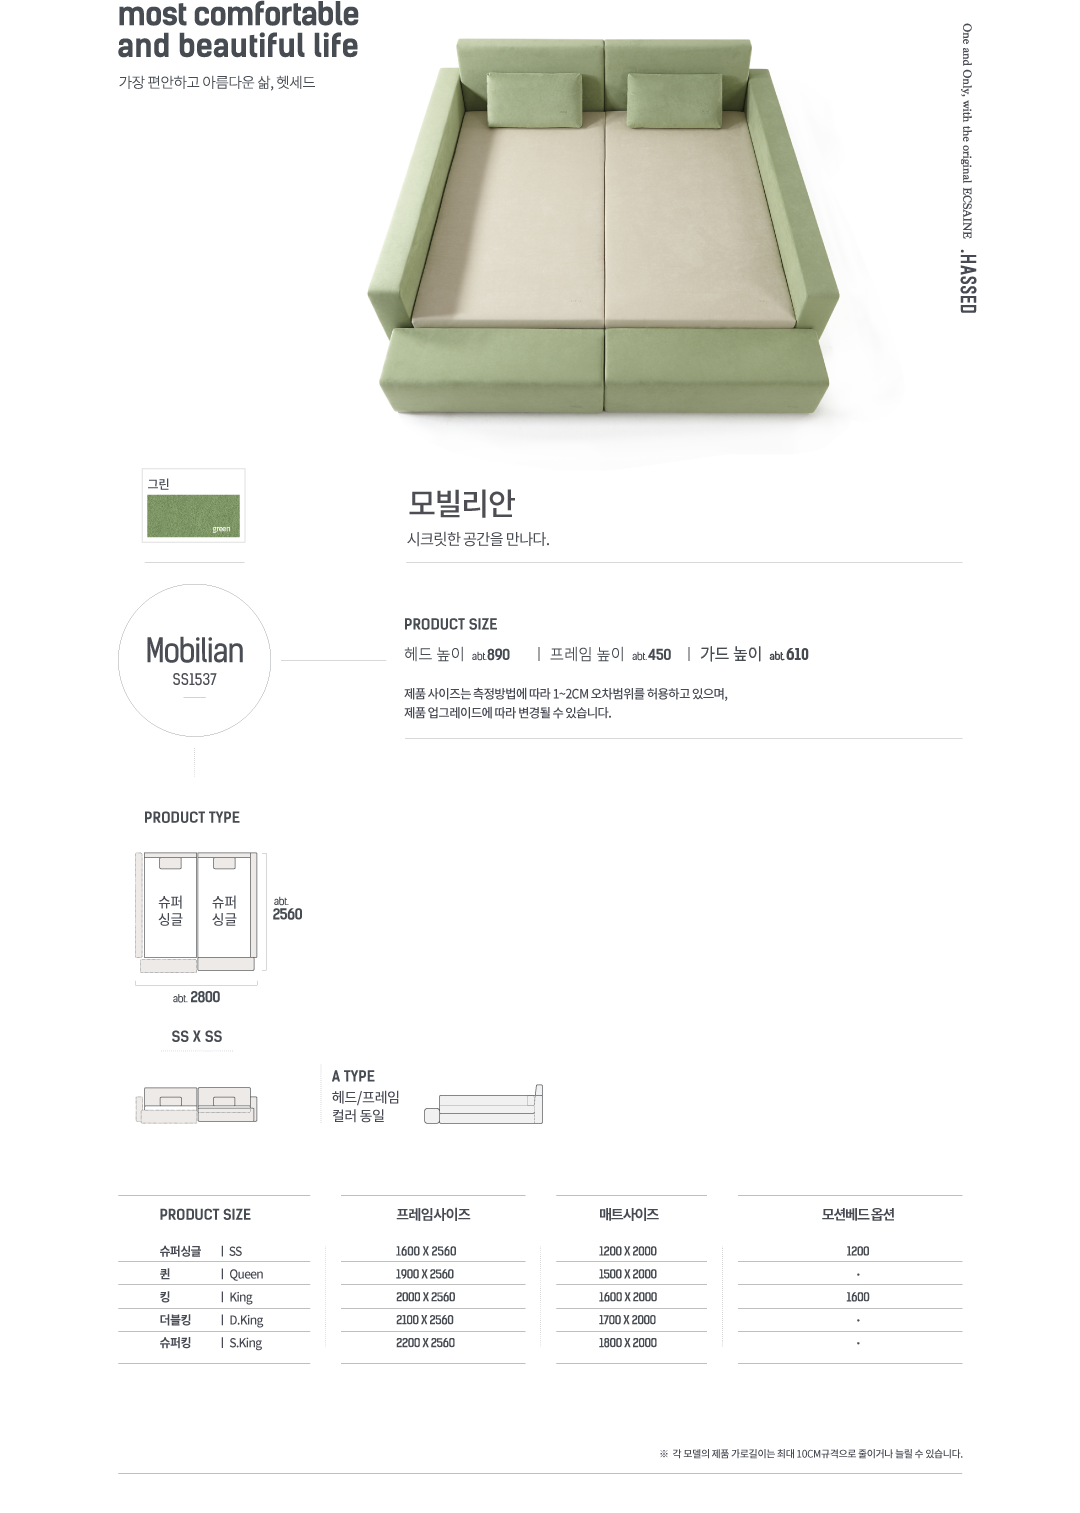 most comfortable
and beautiful life
가장 편안하고 아름다운 삶, 헷세드
One and Only, with the original ECSAINE .HASSED
그린
green
모빌리안
시크릿한 공간을 만나다.
Mobilian
SS1537
PRODUCT SIZE
헤드 높이 abt.890 | 프레임 높이 abt.450 | 가드 높이 abt.610
제품 사이즈는 측정방법에 따라 1~2CM 오차범위를 허용하고 있으며,
제품 업그레이드에 따라 변경될 수 있습니다.
PRODUCT TYPE
슈퍼 슈퍼
싱글 싱글
abt.
2560
abt. 2800
SS X SS
A TYPE
헤드/프레임
컬러 동일
PRODUCT SIZE 프레임사이즈 매트사이즈 모션베드 옵션
슈퍼싱글 | SS 1600 X 2560 1200 X 2000 1200
퀸 | Queen 1900 X 2560 1500 X 2000 ·
킹 | King 2000 X 2560 1600 X 2000 1600
더블킹 | D.King 2100 X 2560 1700 X 2000 ·
슈퍼킹 | S.King 2200 X 2560 1800 X 2000 ·
※ 각 모델의 제품 가로길이는 최대 10CM규격으로 줄이거나 늘릴 수 있습니다.